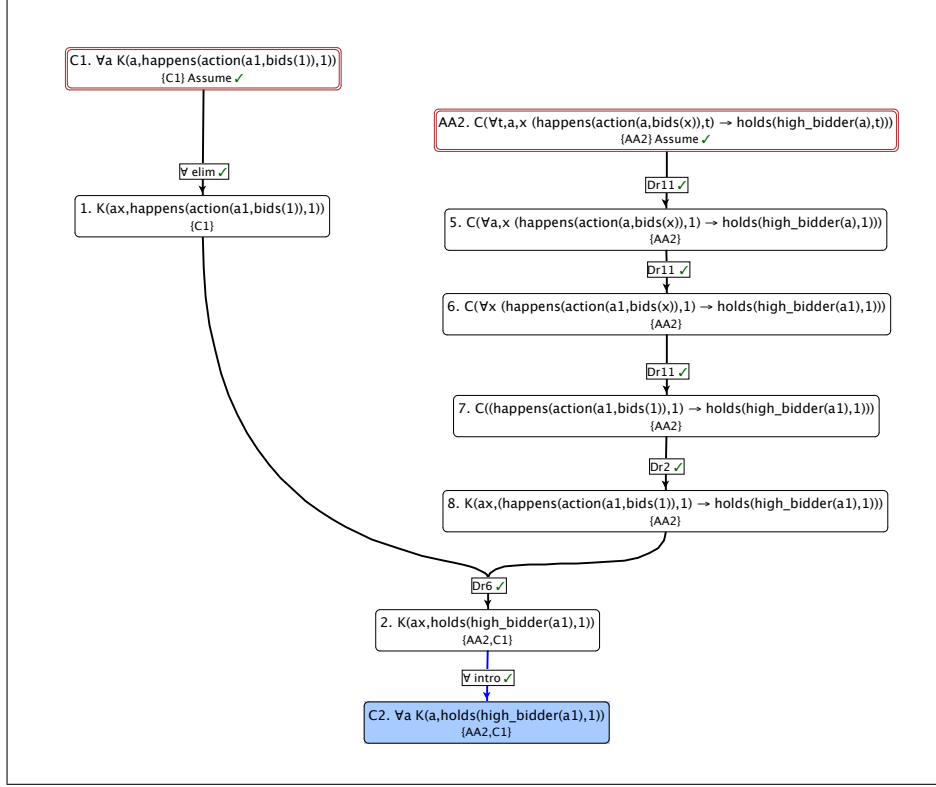 C1. ∀a K(a,happens(action(a1,bids(1)),1))
{C1} Assume ✓
AA2. C(∀t,a,x (happens(action(a,bids(x)),t) → holds(high_bidder(a),t)))
{AA2} Assume ✓
∀ elim ✓
Dr11 ✓
1. K(ax,happens(action(a1,bids(1)),1))
{C1}
5. C(∀a,x (happens(action(a,bids(x)),1) → holds(high_bidder(a),1)))
{AA2}
Dr11 ✓
6. C(∀x (happens(action(a1,bids(x)),1) → holds(high_bidder(a1),1)))
{AA2}
Dr11 ✓
7. C((happens(action(a1,bids(1)),1) → holds(high_bidder(a1),1)))
{AA2}
Dr2 ✓
8. K(ax,(happens(action(a1,bids(1)),1) → holds(high_bidder(a1),1)))
{AA2}
Dr6 ✓
2. K(ax,holds(high_bidder(a1),1))
{AA2,C1}
∀ intro ✓
C2. ∀a K(a,holds(high_bidder(a1),1))
{AA2,C1}